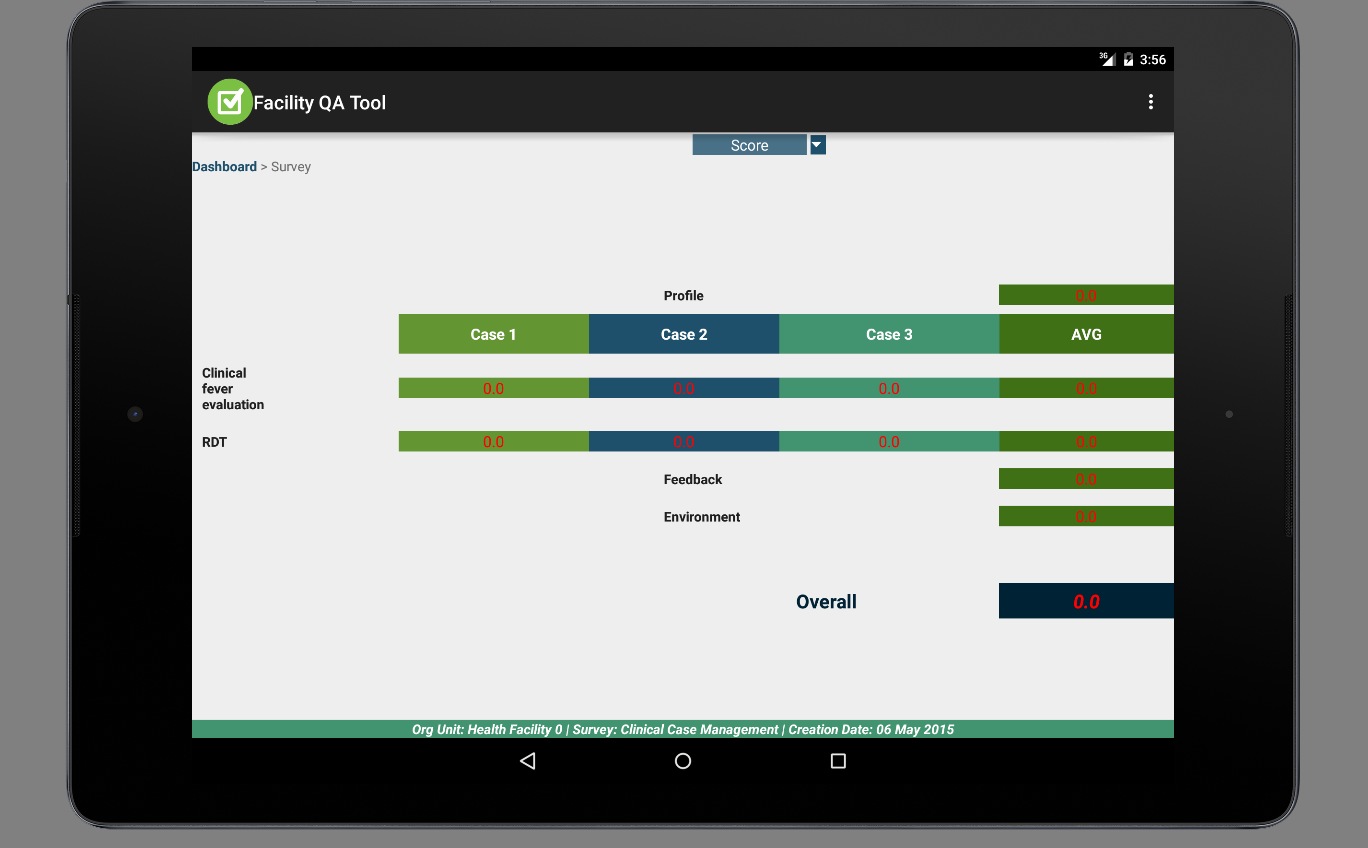 3G 3:56
Facility QA Tool
Score
Dashboard > Survey
Profile 0.0
Case 1 Case 2 Case 3 AVG
Clinical
fever
evaluation
0.0 0.0 0.0 0.0
RDT 0.0 0.0 0.0 0.0
Feedback 0.0
Environment 0.0
Overall 0.0
Org Unit: Health Facility 0 | Survey: Clinical Case Management | Creation Date: 06 May 2015